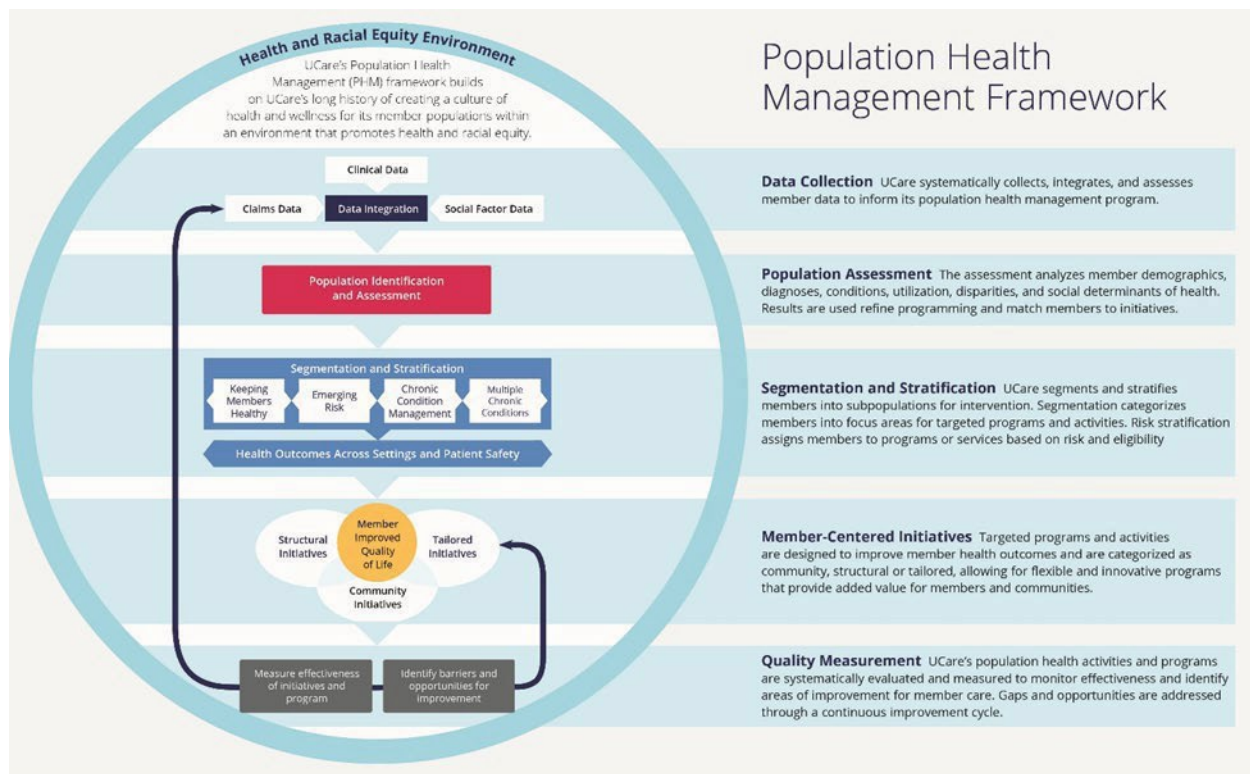 Health and Racial Equity Environment
UCare's Population Health
Management (PHM) framework builds
on UCare's long history of creating a culture of
health and wellness for its member populations within
an environment that promotes health and racial equity.
Population Health
Management Framework
Clinical Data
Claims Data
Data Integration
Social Factor Data
Data Collection UCare systematically collects, integrates, and assesses
member data to inform its population health management program.
Population Identification
and Assessment
Population Assessment The assessment analyzes member demographics,
diagnoses, conditions, utilization, disparities, and social determinants of health.
Results are used refine programming and match members to initiatives.
Segmentation and Stratification
Keeping
Members
Healthy
Emerging
Risk
Chronic
Condition
Management
Multiple
Chronic
Conditions
Health Outcomes Across Settings and Patient Safety
Segmentation and Stratification UCare segments and stratifies
members into subpopulations for intervention. Segmentation categorizes
members into focus areas for targeted programs and activities. Risk stratification
assigns members to programs or services based on risk and eligibility
Structural
Initiatives
Member
Improved
Quality
of Life
Tailored
Initiatives
Community
Initiatives
Member-Centered Initiatives Targeted programs and activities
are designed to improve member health outcomes and are categorized as
community, structural or tailored, allowing for flexible and innovative programs
that provide added value for members and communities.
Measure effectiveness
of initiatives and
program
Identify barriers and
opportunities for
improvement
Quality Measurement UCare's population health activities and programs
are systematically evaluated and measured to monitor effectiveness and identify
areas of improvement for member care. Gaps and opportunities are addressed
through a continuous improvement cycle.